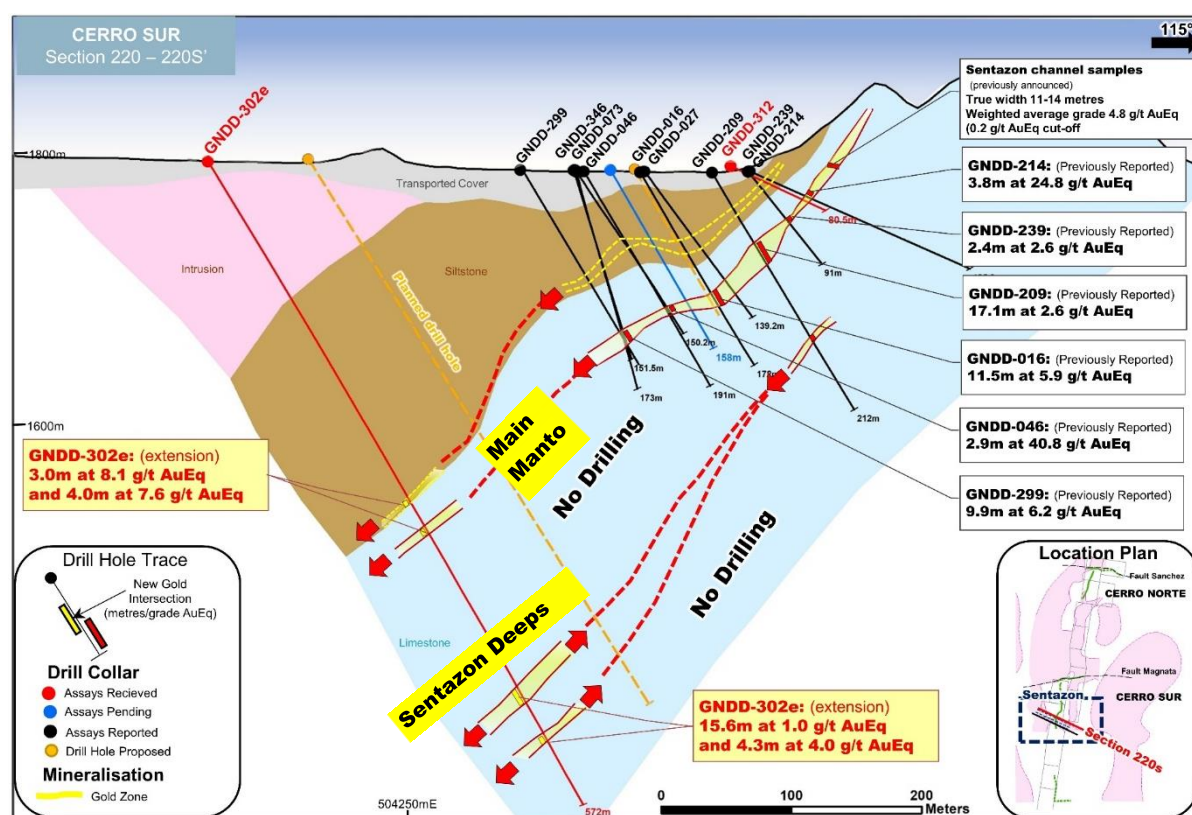 CERRO SUR
Section 220 – 220S'
115°
GNDD-302e
GNDD-299
GNDD-346
GNDD-073
GNDD-046
GNDD-016
GNDD-027
GNDD-209
GNDD-312
GNDD-239
GNDD-214
Sentazon channel samples
(previously announced)
True width 11-14 metres
Weighted average grade 4.8 g/t AuEq
(0.2 g/t AuEq cut-off
1800m
Transported Cover
Intrusion
Siltstone
Planned drill hole
80.5m
91m
139.2m
150.2m
158m
151.5m
178m
173m
191m
212m
GNDD-214: (Previously Reported)
3.8m at 24.8 g/t AuEq
GNDD-239: (Previously Reported)
2.4m at 2.6 g/t AuEq
GNDD-209: (Previously Reported)
17.1m at 2.6 g/t AuEq
GNDD-016: (Previously Reported)
11.5m at 5.9 g/t AuEq
GNDD-046: (Previously Reported)
2.9m at 40.8 g/t AuEq
GNDD-299: (Previously Reported)
9.9m at 6.2 g/t AuEq
1600m
Main
Manto
No Drilling
No Drilling
GNDD-302e: (extension)
3.0m at 8.1 g/t AuEq
and 4.0m at 7.6 g/t AuEq
Sentazon Deeps
Limestone
GNDD-302e: (extension)
15.6m at 1.0 g/t AuEq
and 4.3m at 4.0 g/t AuEq
572m
504250mE
0 100 200
Meters
Drill Hole Trace
New Gold
Intersection
(metres/grade AuEq)
Drill Collar
Assays Recieved
Assays Pending
Assays Reported
Drill Hole Proposed
Mineralisation
Gold Zone
Location Plan
Fault Sanchez
CERRO NORTE
Fault Magnata
CERRO SUR
Sentazon
Section 220s